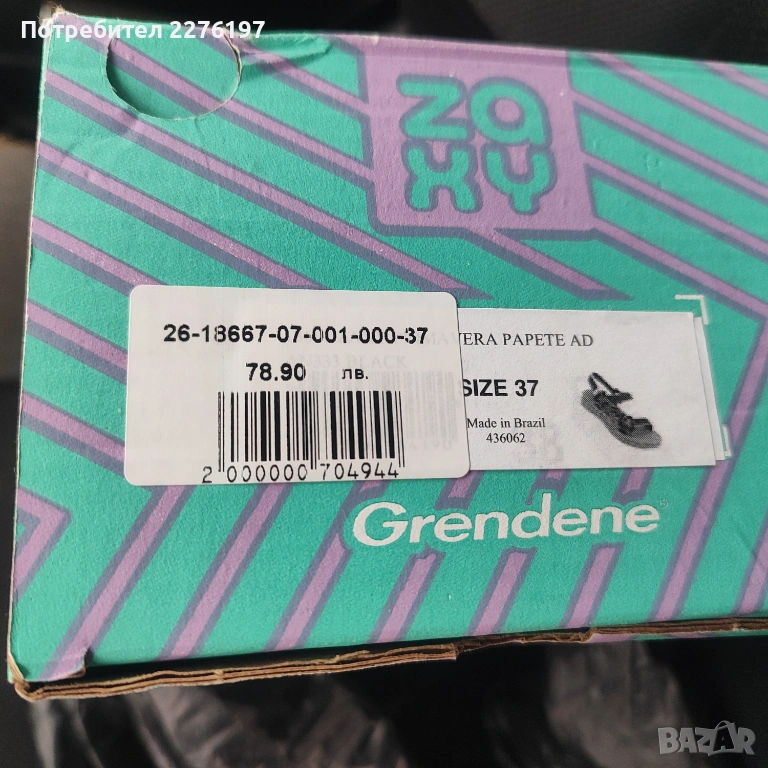 Потребител 2276197
za
xy
26-18667-07-001-000-37
78.90 лв.
2 000000 704944
PAPETE AD
BLACK
SIZE 37
Made in Brazil
436062
Grendene
BAZAR